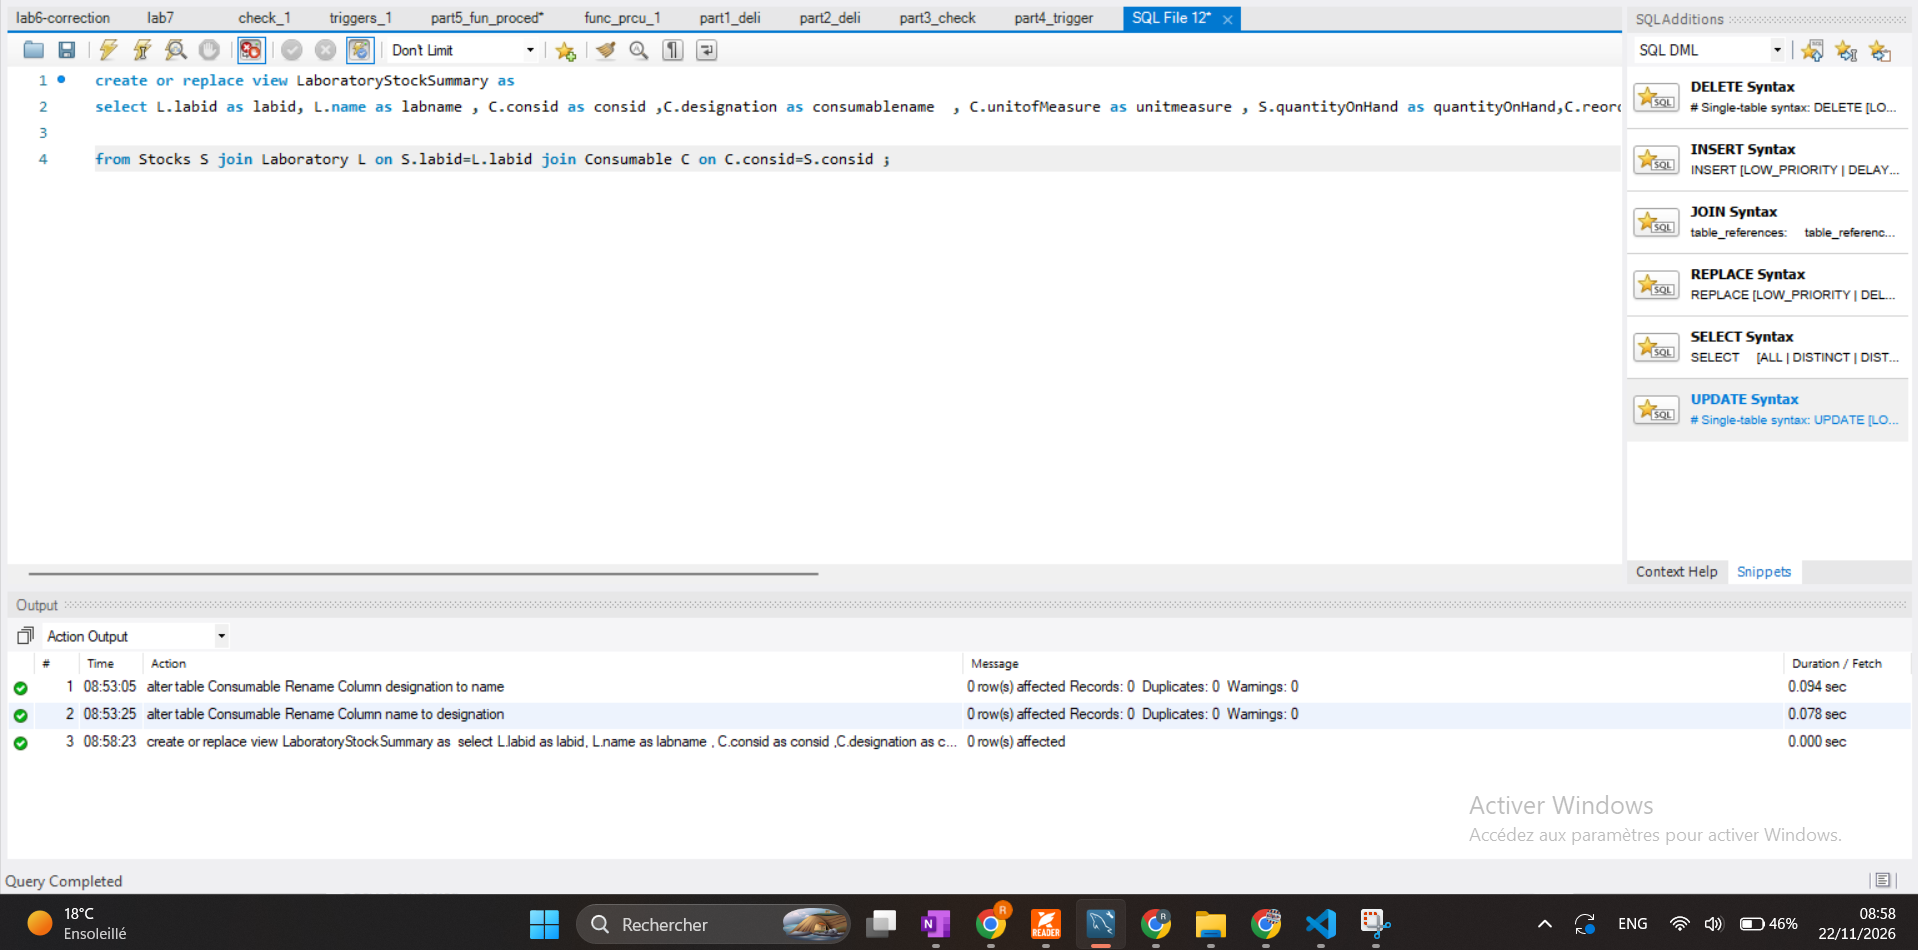 lab6-correction lab7 check_1 triggers_1 part5_fun_proced* func_prcu_1 part1_deli part2_deli part3_check part4_trigger SQL File 12*
SQLAdditions
Don't Limit
SQL DML
1 create or replace view LaboratoryStockSummary as
2 select L.labid as labid, L.name as labname , C.consid as consid ,C.designation as consumablename , C.unitofMeasure as unitmeasure , S.quantityOnHand as quantityOnHand,C.reorc
3
4 from Stocks S join Laboratory L on S.labid=L.labid join Consumable C on C.consid=S.consid ;
DELETE Syntax
# Single-table syntax: DELETE [LO...
INSERT Syntax
INSERT [LOW_PRIORITY | DELAY...
JOIN Syntax
table_references: table_referenc...
REPLACE Syntax
REPLACE [LOW_PRIORITY | DEL...
SELECT Syntax
SELECT [ALL | DISTINCT | DIST...
UPDATE Syntax
# Single-table syntax: UPDATE [LO...
Context Help Snippets
Output
Action Output
# Time Action Message Duration / Fetch
1 08:53:05 alter table Consumable Rename Column designation to name 0 row(s) affected Records: 0 Duplicates: 0 Warnings: 0 0.094 sec
2 08:53:25 alter table Consumable Rename Column name to designation 0 row(s) affected Records: 0 Duplicates: 0 Warnings: 0 0.078 sec
3 08:58:23 create or replace view LaboratoryStockSummary as select L.labid as labid, L.name as labname , C.consid as consid ,C.designation as c... 0 row(s) affected 0.000 sec
Activer Windows
Accédez aux paramètres pour activer Windows.
Query Completed
18°C
Ensoleillé
Rechercher
READER
ENG
46%
08:58
22/11/2026